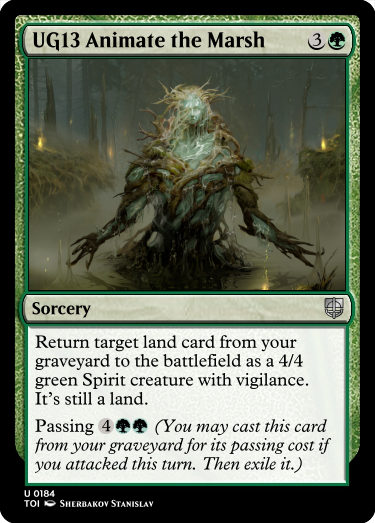 UG13 Animate the Marsh 3
Sorcery
Return target land card from your
graveyard to the battlefield as a 4/4
green Spirit creature with vigilance.
It's still a land.
Passing 4 (You may cast this card
from your graveyard for its passing cost if
you attacked this turn. Then exile it.)
U 0184
TOI Sherbakov Stanislav